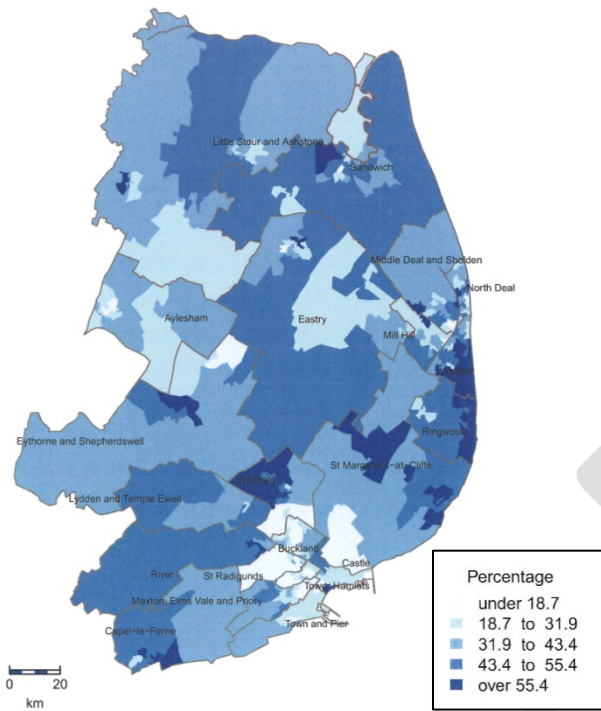 Little Stour and Ashstone
Sandwich
Middle Deal and Sholden
North Deal
Aylesham
Eastry
Mill Hill
Ringwould
Eythorne and Shepherdswell
St Margaret's-at-Cliffe
Lydden and Temple Ewell
Buckland
Castle
River
St Radigunds
Tower Hamlets
Maxton, Elms Vale and Priory
Town and Pier
Capel-le-Ferne
0 10 20
km
Percentage
under 18.7
18.7 to 31.9
31.9 to 43.4
43.4 to 55.4
over 55.4